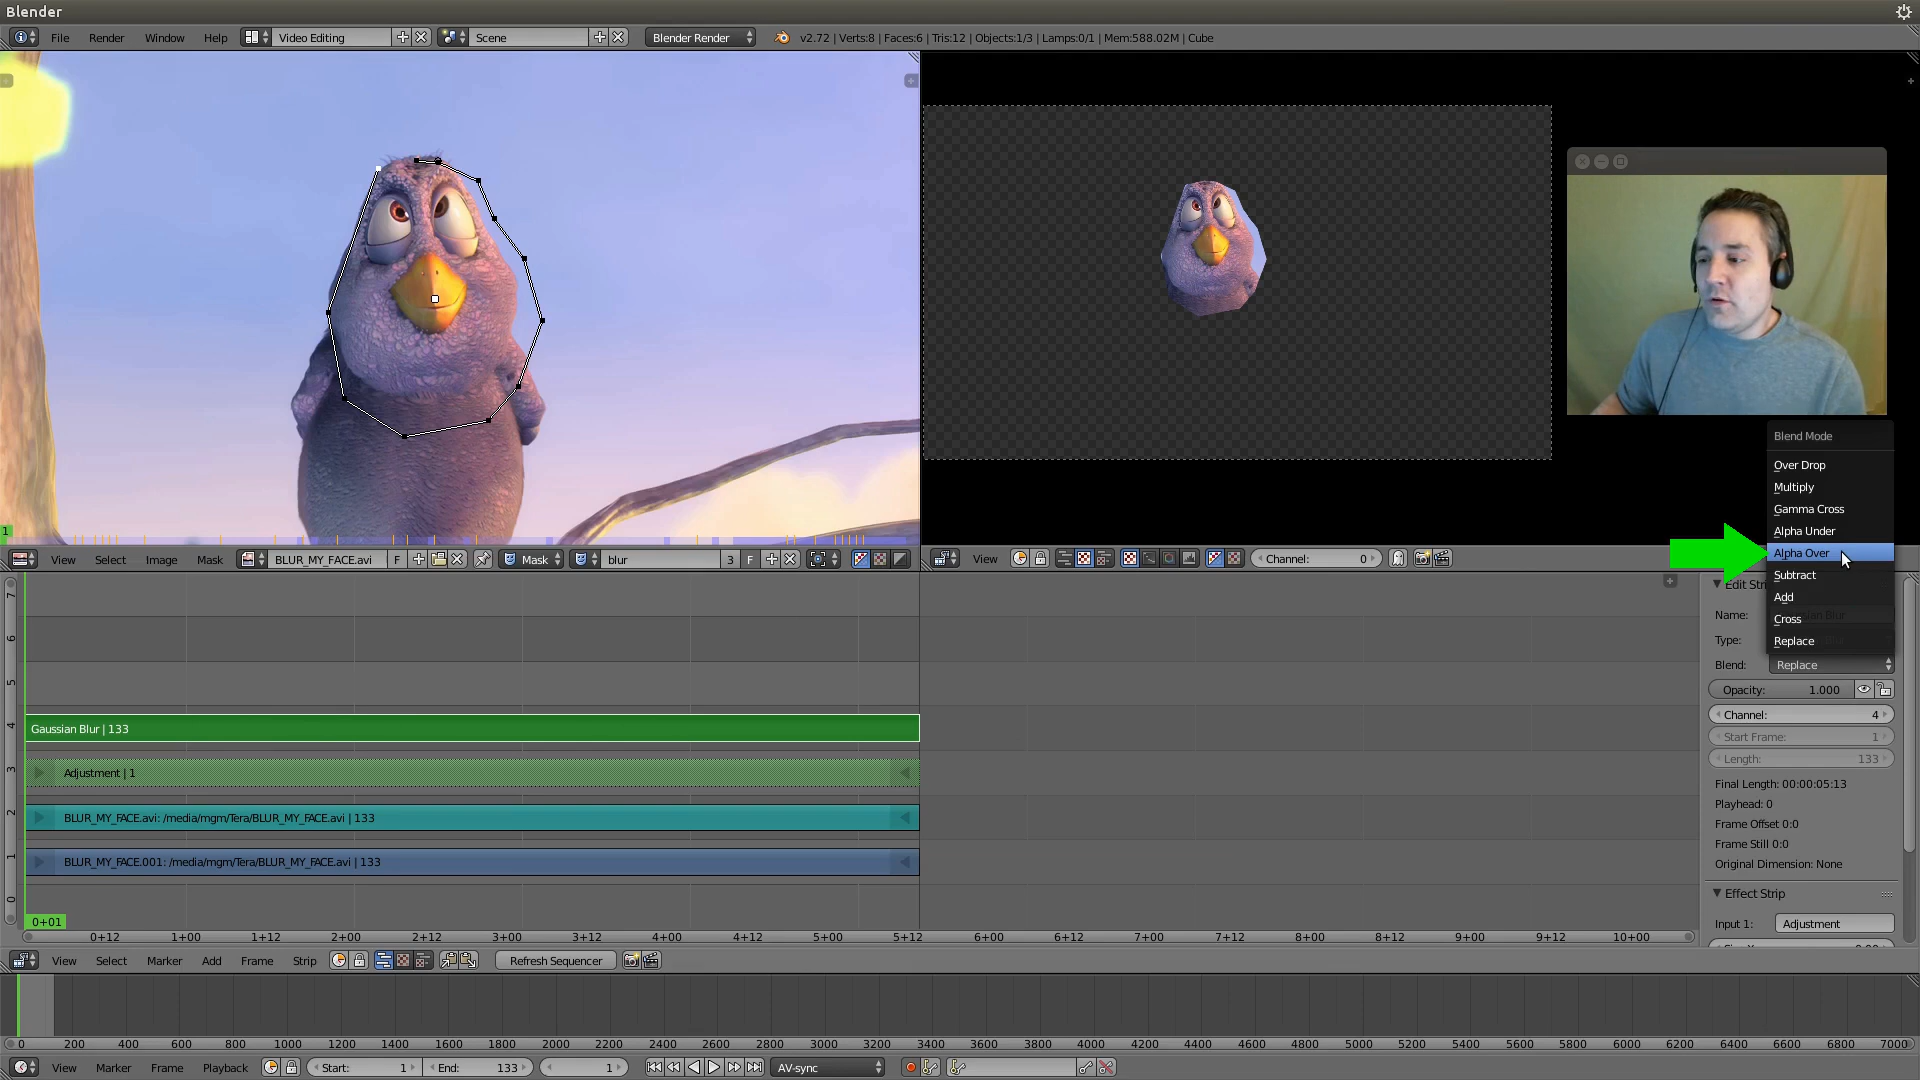 Blender
File Render Window Help Video Editing Scene Blender Render v2.72 | Verts:8 | Faces:6 | Tris:12 | Objects:1/3 | Lamps:0/1 | Mem:588.02M | Cube
Blend Mode
Over Drop
Multiply
Gamma Cross
Alpha Under
Alpha Over
Subtract
Add
Cross
Replace
1
View Select Image Mask BLUR_MY_FACE.avi F Mask blur 3 F
View Channel: 0
Name:
Type:
Blend: Replace
Opacity: 1.000
Channel: 4
Start Frame: 1
Length: 133
Final Length: 00:00:05:13
Playhead: 0
Frame Offset 0:0
Frame Still 0:0
Original Dimension: None
Effect Strip
Input 1: Adjustment
7
6
5
4
3
2
1
0
Gaussian Blur | 133
Adjustment | 1
BLUR_MY_FACE.avi: /media/mgm/Tera/BLUR_MY_FACE.avi | 133
BLUR_MY_FACE.001: /media/mgm/Tera/BLUR_MY_FACE.avi | 133
0+01
0+12 1+00 1+12 2+00 2+12 3+00 3+12 4+00 4+12 5+00 5+12 6+00 6+12 7+00 7+12 8+00 8+12 9+00 9+12 10+00
View Select Marker Add Frame Strip Refresh Sequencer
0 200 400 600 800 1000 1200 1400 1600 1800 2000 2200 2400 2600 2800 3000 3200 3400 3600 3800 4000 4200 4400 4600 4800 5000 5200 5400 5600 5800 6000 6200 6400 6600 6800 7000
View Marker Frame Playback Start: 1 End: 133 1 AV-sync